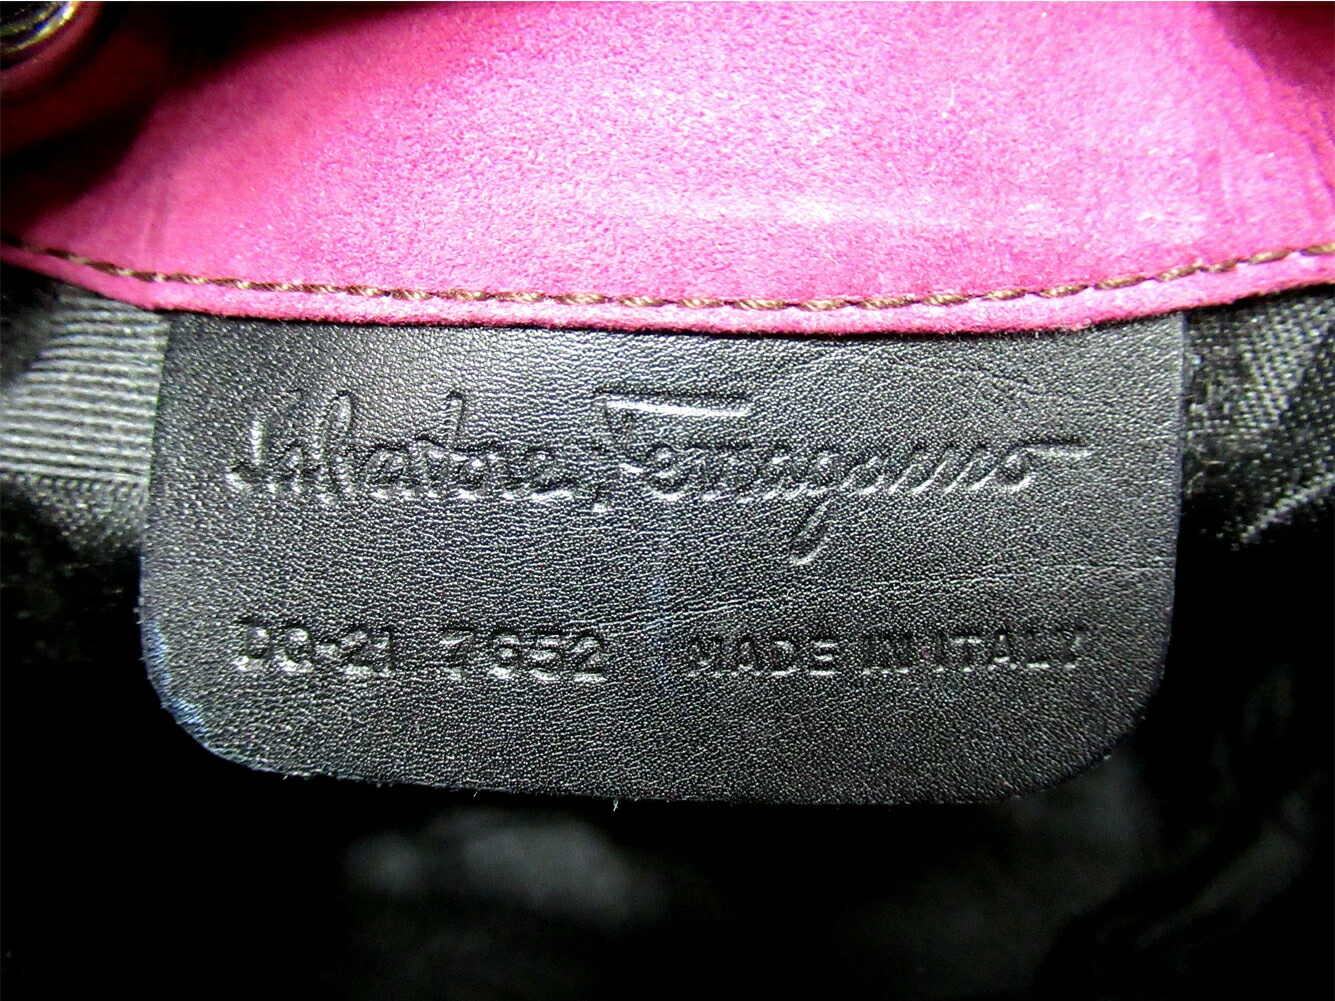 Salvatore Ferragamo
DQ-21 7652 MADE IN ITALY